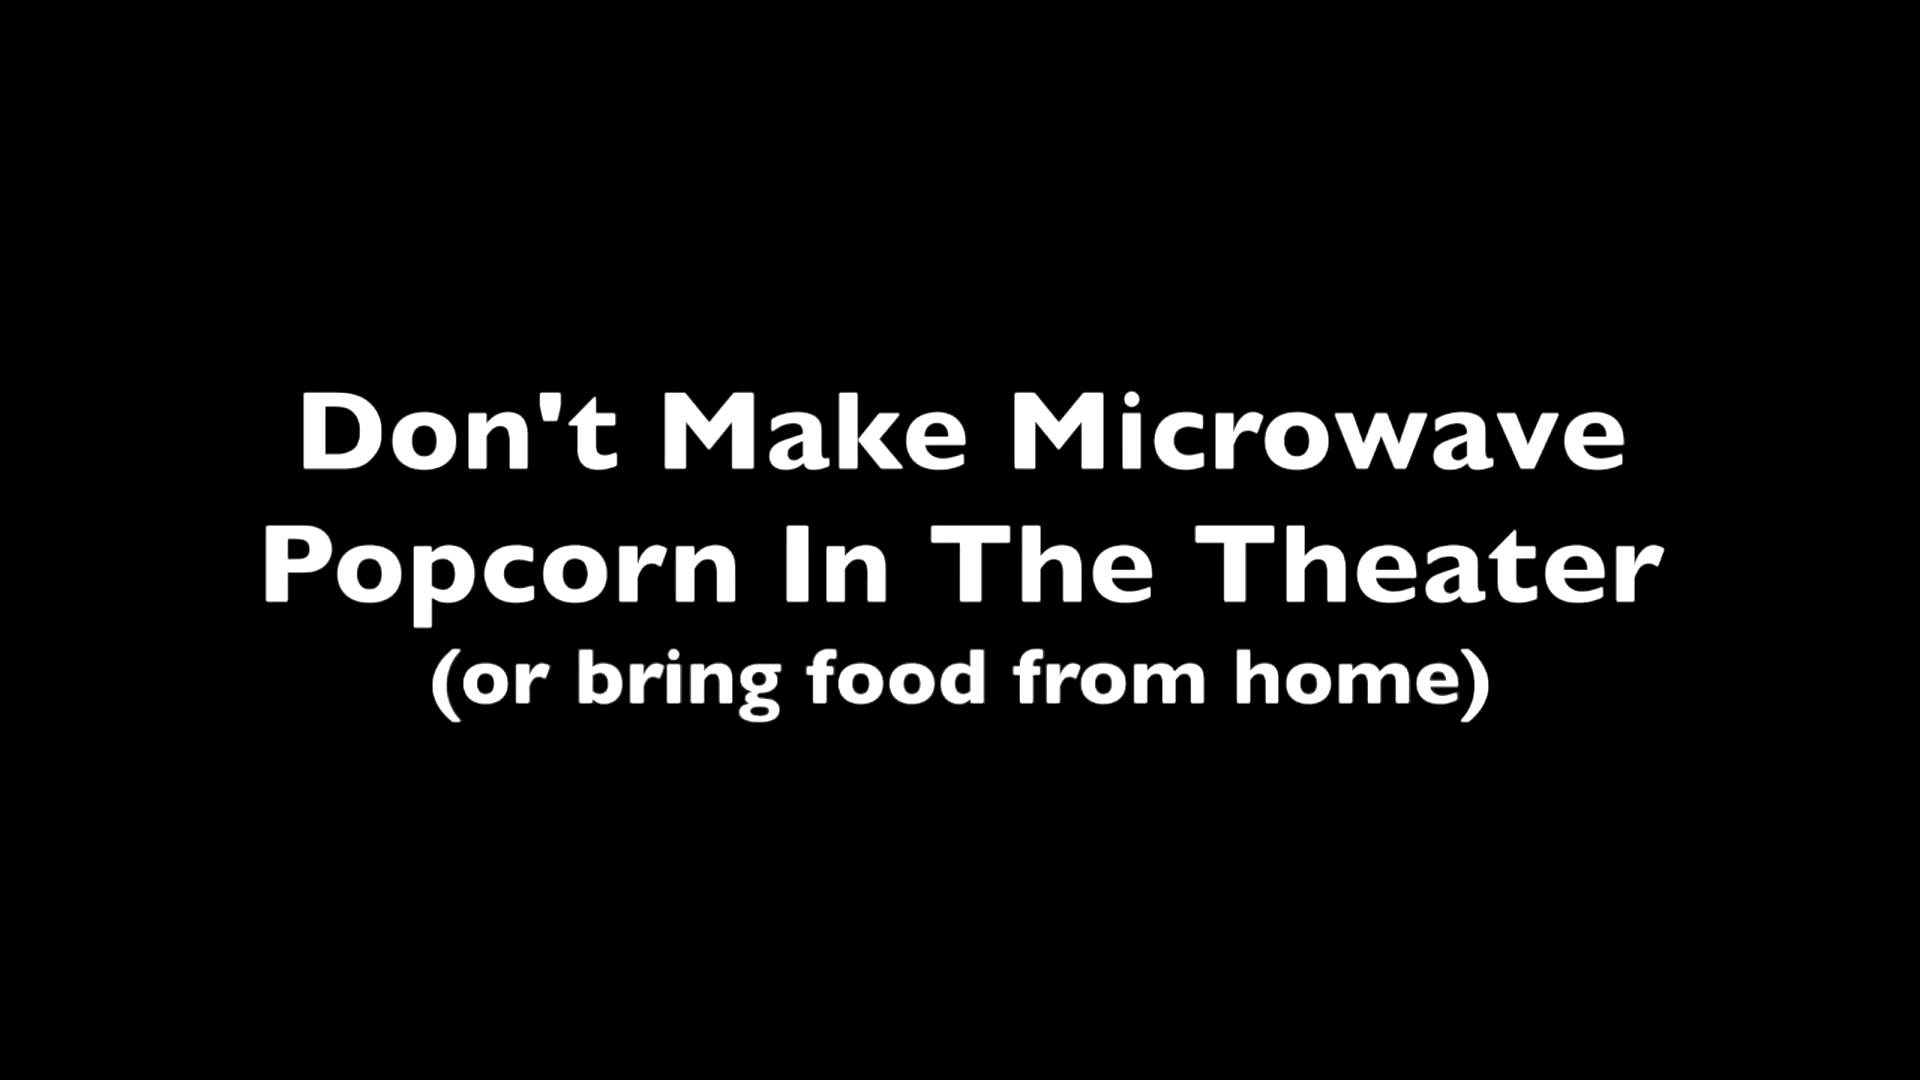 Don't Make Microwave
Popcorn In The Theater
(or bring food from home)